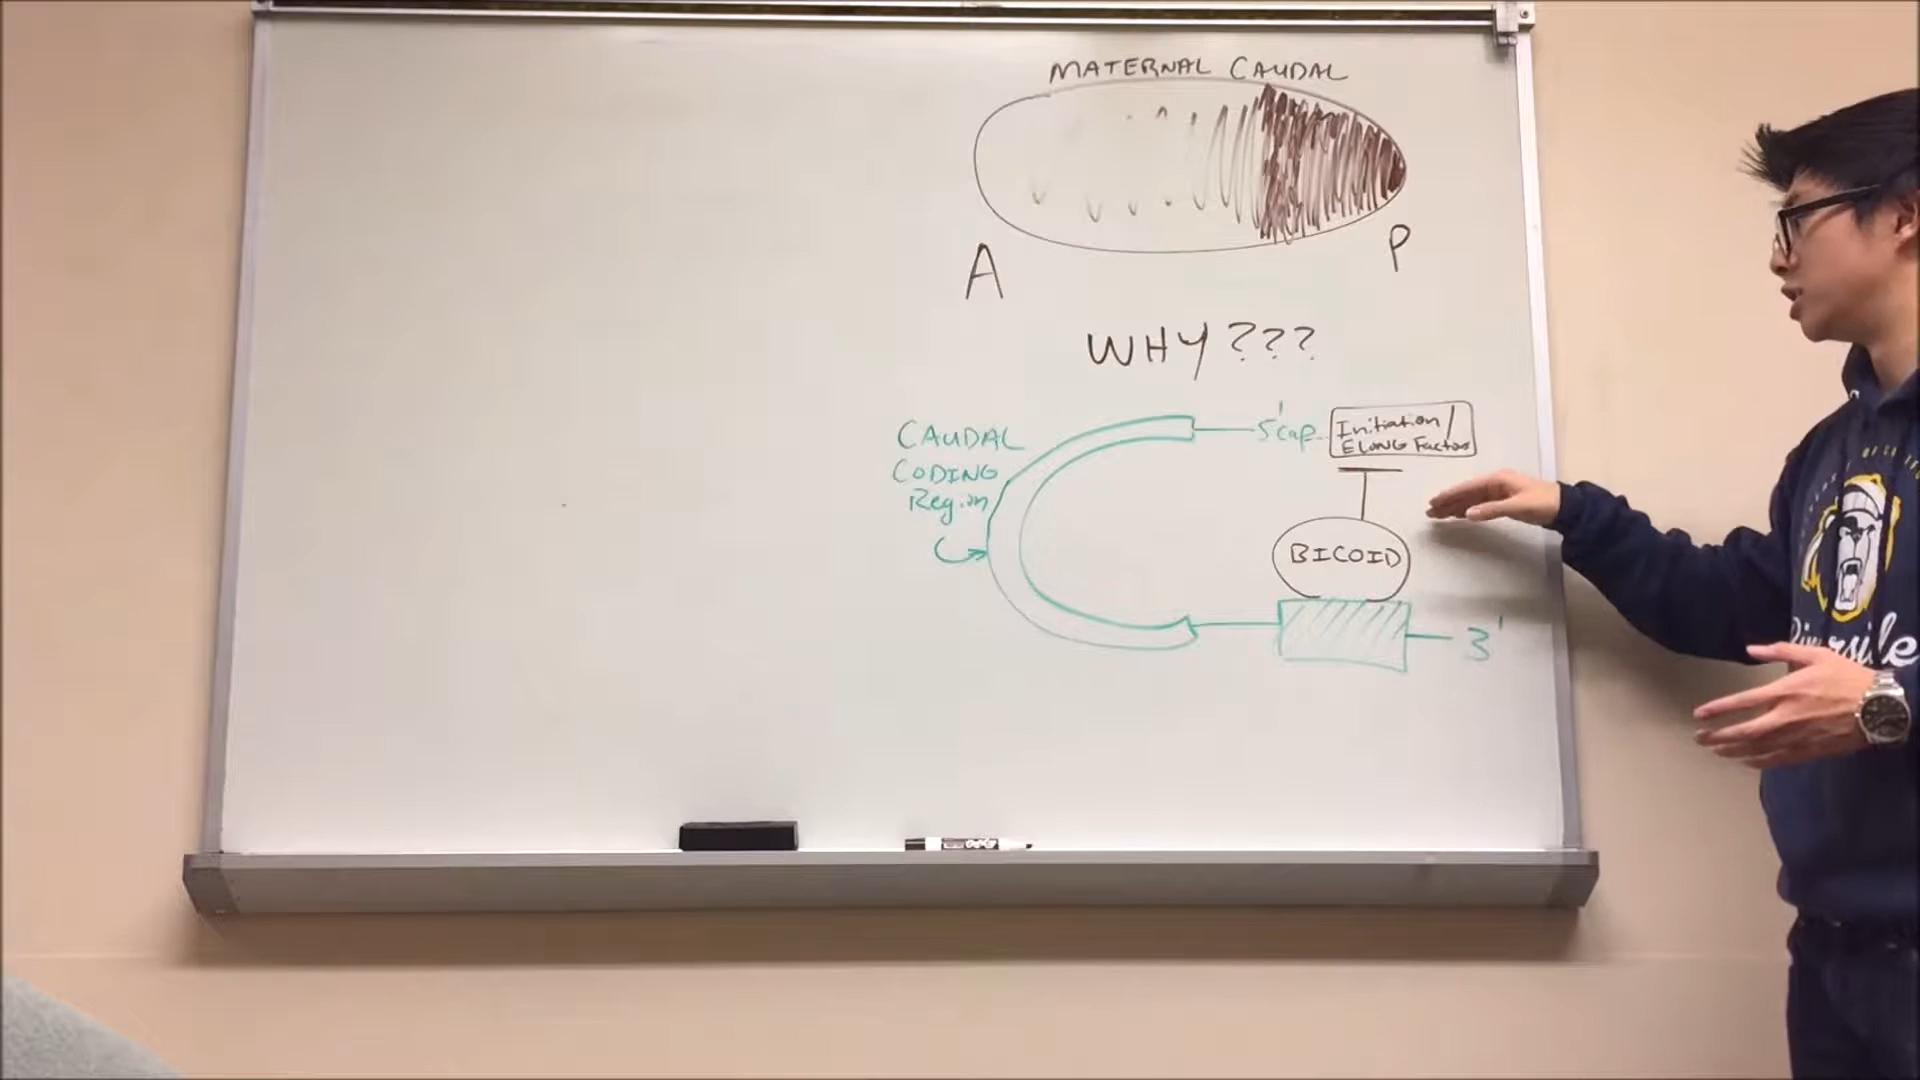 MATERNAL CAUDAL
A
P
WHY???
CAUDAL
CODING
Region
5' cap
Initiation/
ELONG Factors
BICOID
3'